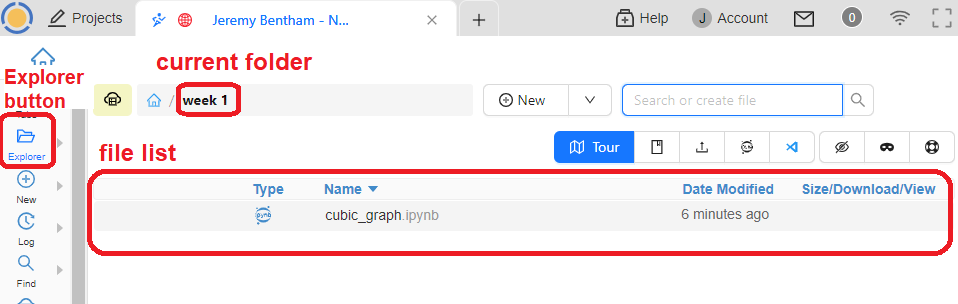 Projects
Jeremy Bentham - N...
Help
J Account
0
current folder
Explorer
button
/ week 1
New
Search or create file
Explorer
file list
Tour
Type Name Date Modified Size/Download/View
ipynb cubic_graph.ipynb 6 minutes ago
New
Log
Find